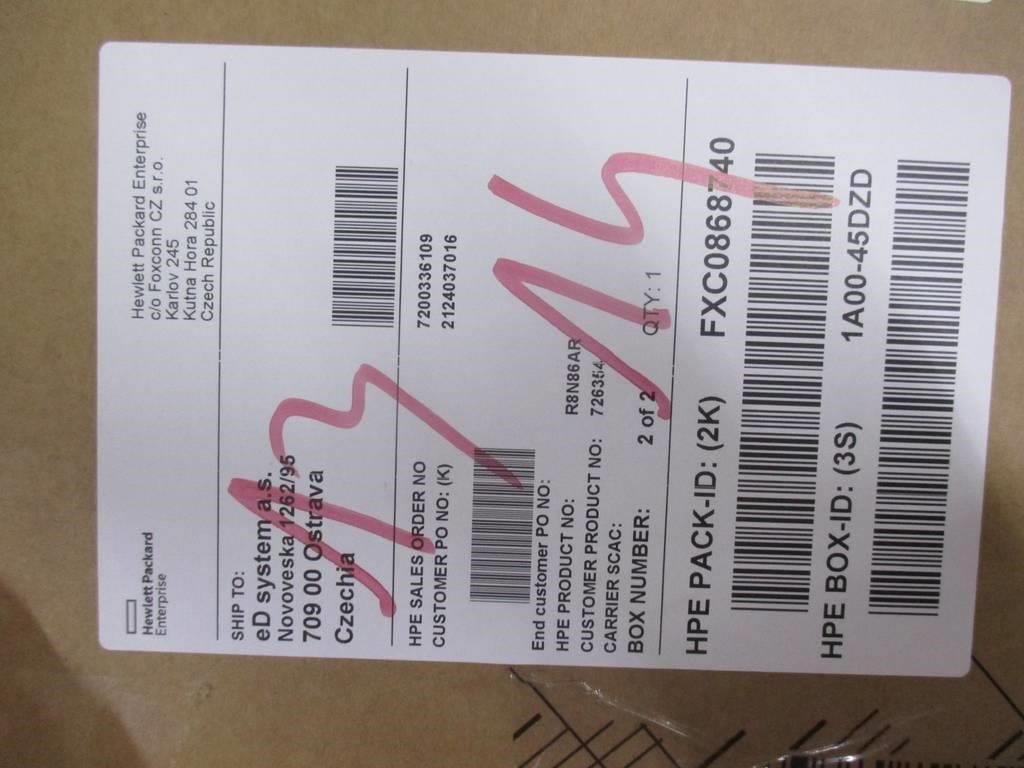 Hewlett Packard
Enterprise
Hewlett Packard Enterprise
c/o Foxconn CZ s.r.o.
Karlov 245
Kutna Hora 284 01
Czech Republic
SHIP TO:
eD system a.s.
Novoveska 1262/95
709 00 Ostrava
Czechia
HPE SALES ORDER NO 7200336109
CUSTOMER PO NO: (K) 2124037016
End customer PO NO:
HPE PRODUCT NO: R8N86AR
CUSTOMER PRODUCT NO: 726354
CARRIER SCAC:
BOX NUMBER: 2 of 2 QTY: 1
HPE PACK-ID: (2K) FXC0868740
HPE BOX-ID: (3S) 1A00-45DZD